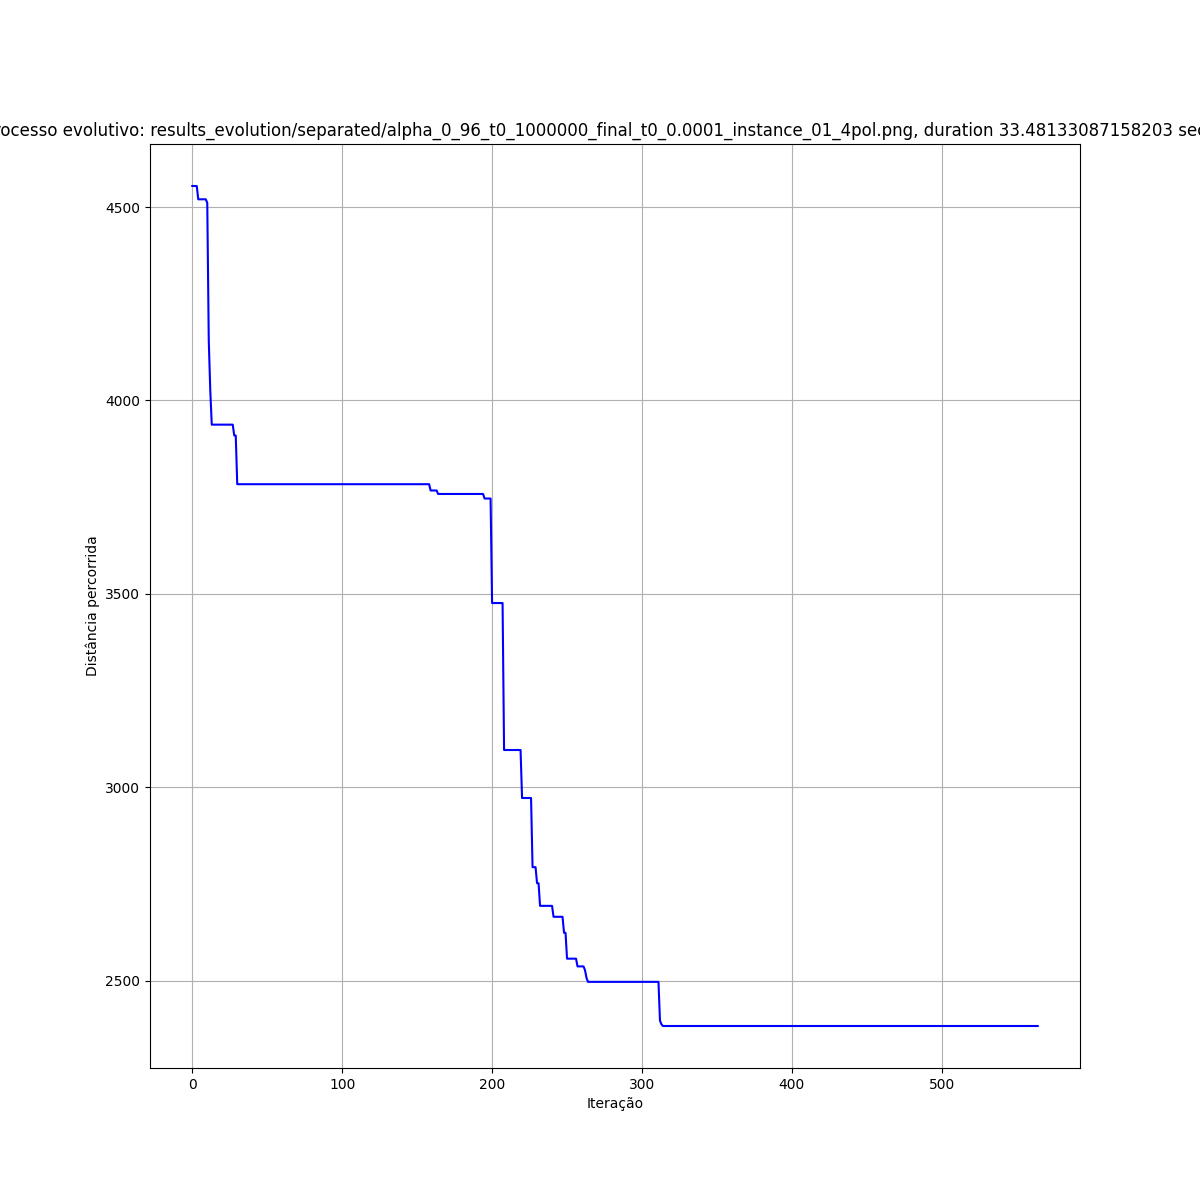 ocesso evolutivo: results_evolution/separated/alpha_0_96_t0_1000000_final_t0_0.0001_instance_01_4pol.png, duration 33.48133087158203 se
4500
4000
3500
3000
2500
Distância percorrida
0 100 200 300 400 500
Iteração